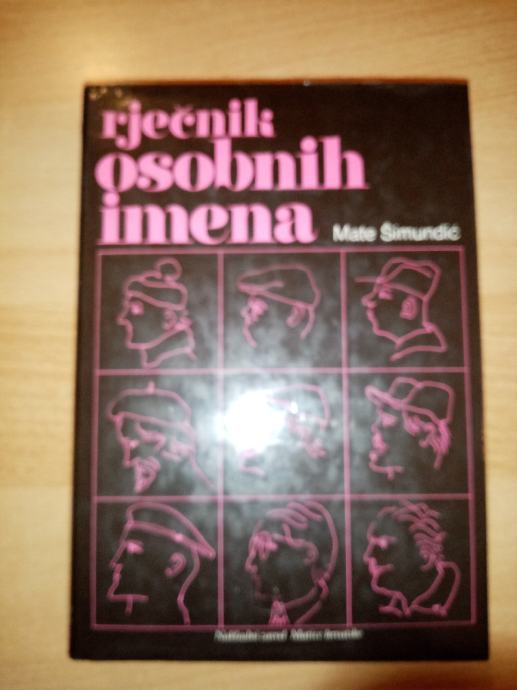 rječnik
osobnih
imena
Mate Šimundić
Nakladni zavod Matice hrvatske